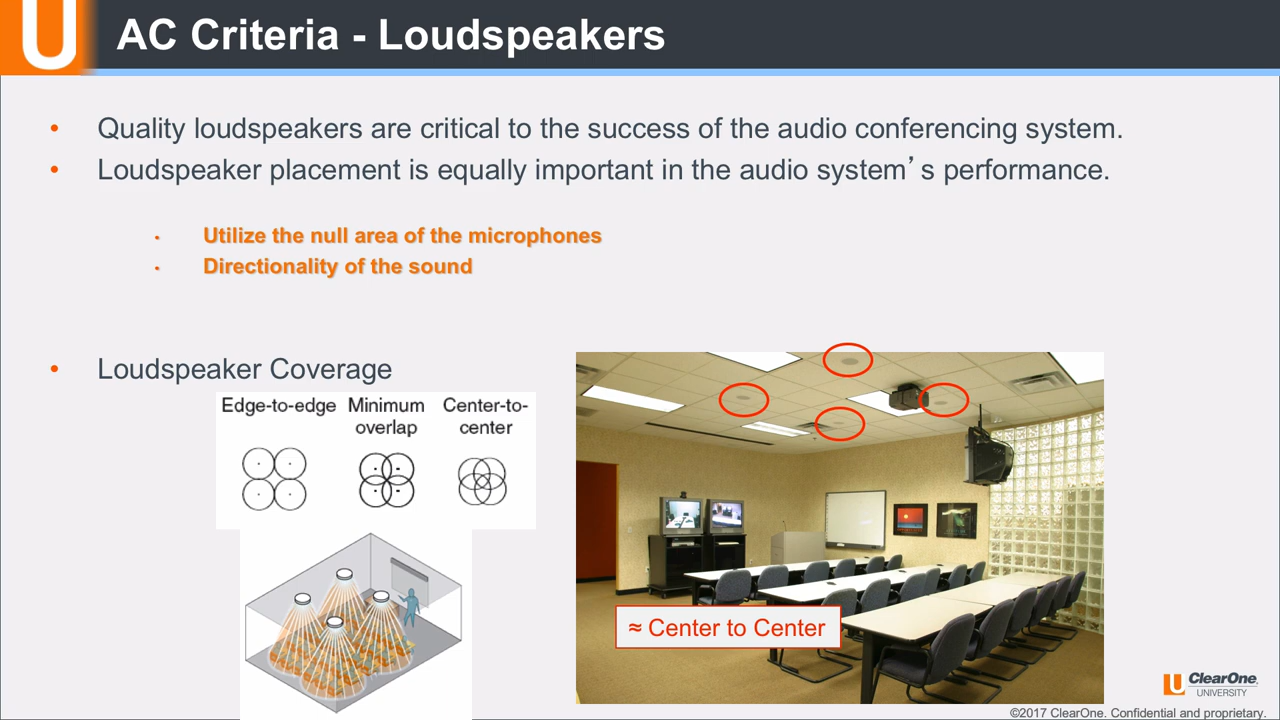 U
AC Criteria - Loudspeakers
• Quality loudspeakers are critical to the success of the audio conferencing system.
• Loudspeaker placement is equally important in the audio system’s performance.
• Utilize the null area of the microphones
• Directionality of the sound
• Loudspeaker Coverage
Edge-to-edge
Minimum
overlap
Center-to-
center
≈ Center to Center
U ClearOne.
UNIVERSITY
©2017 ClearOne. Confidential and proprietary.